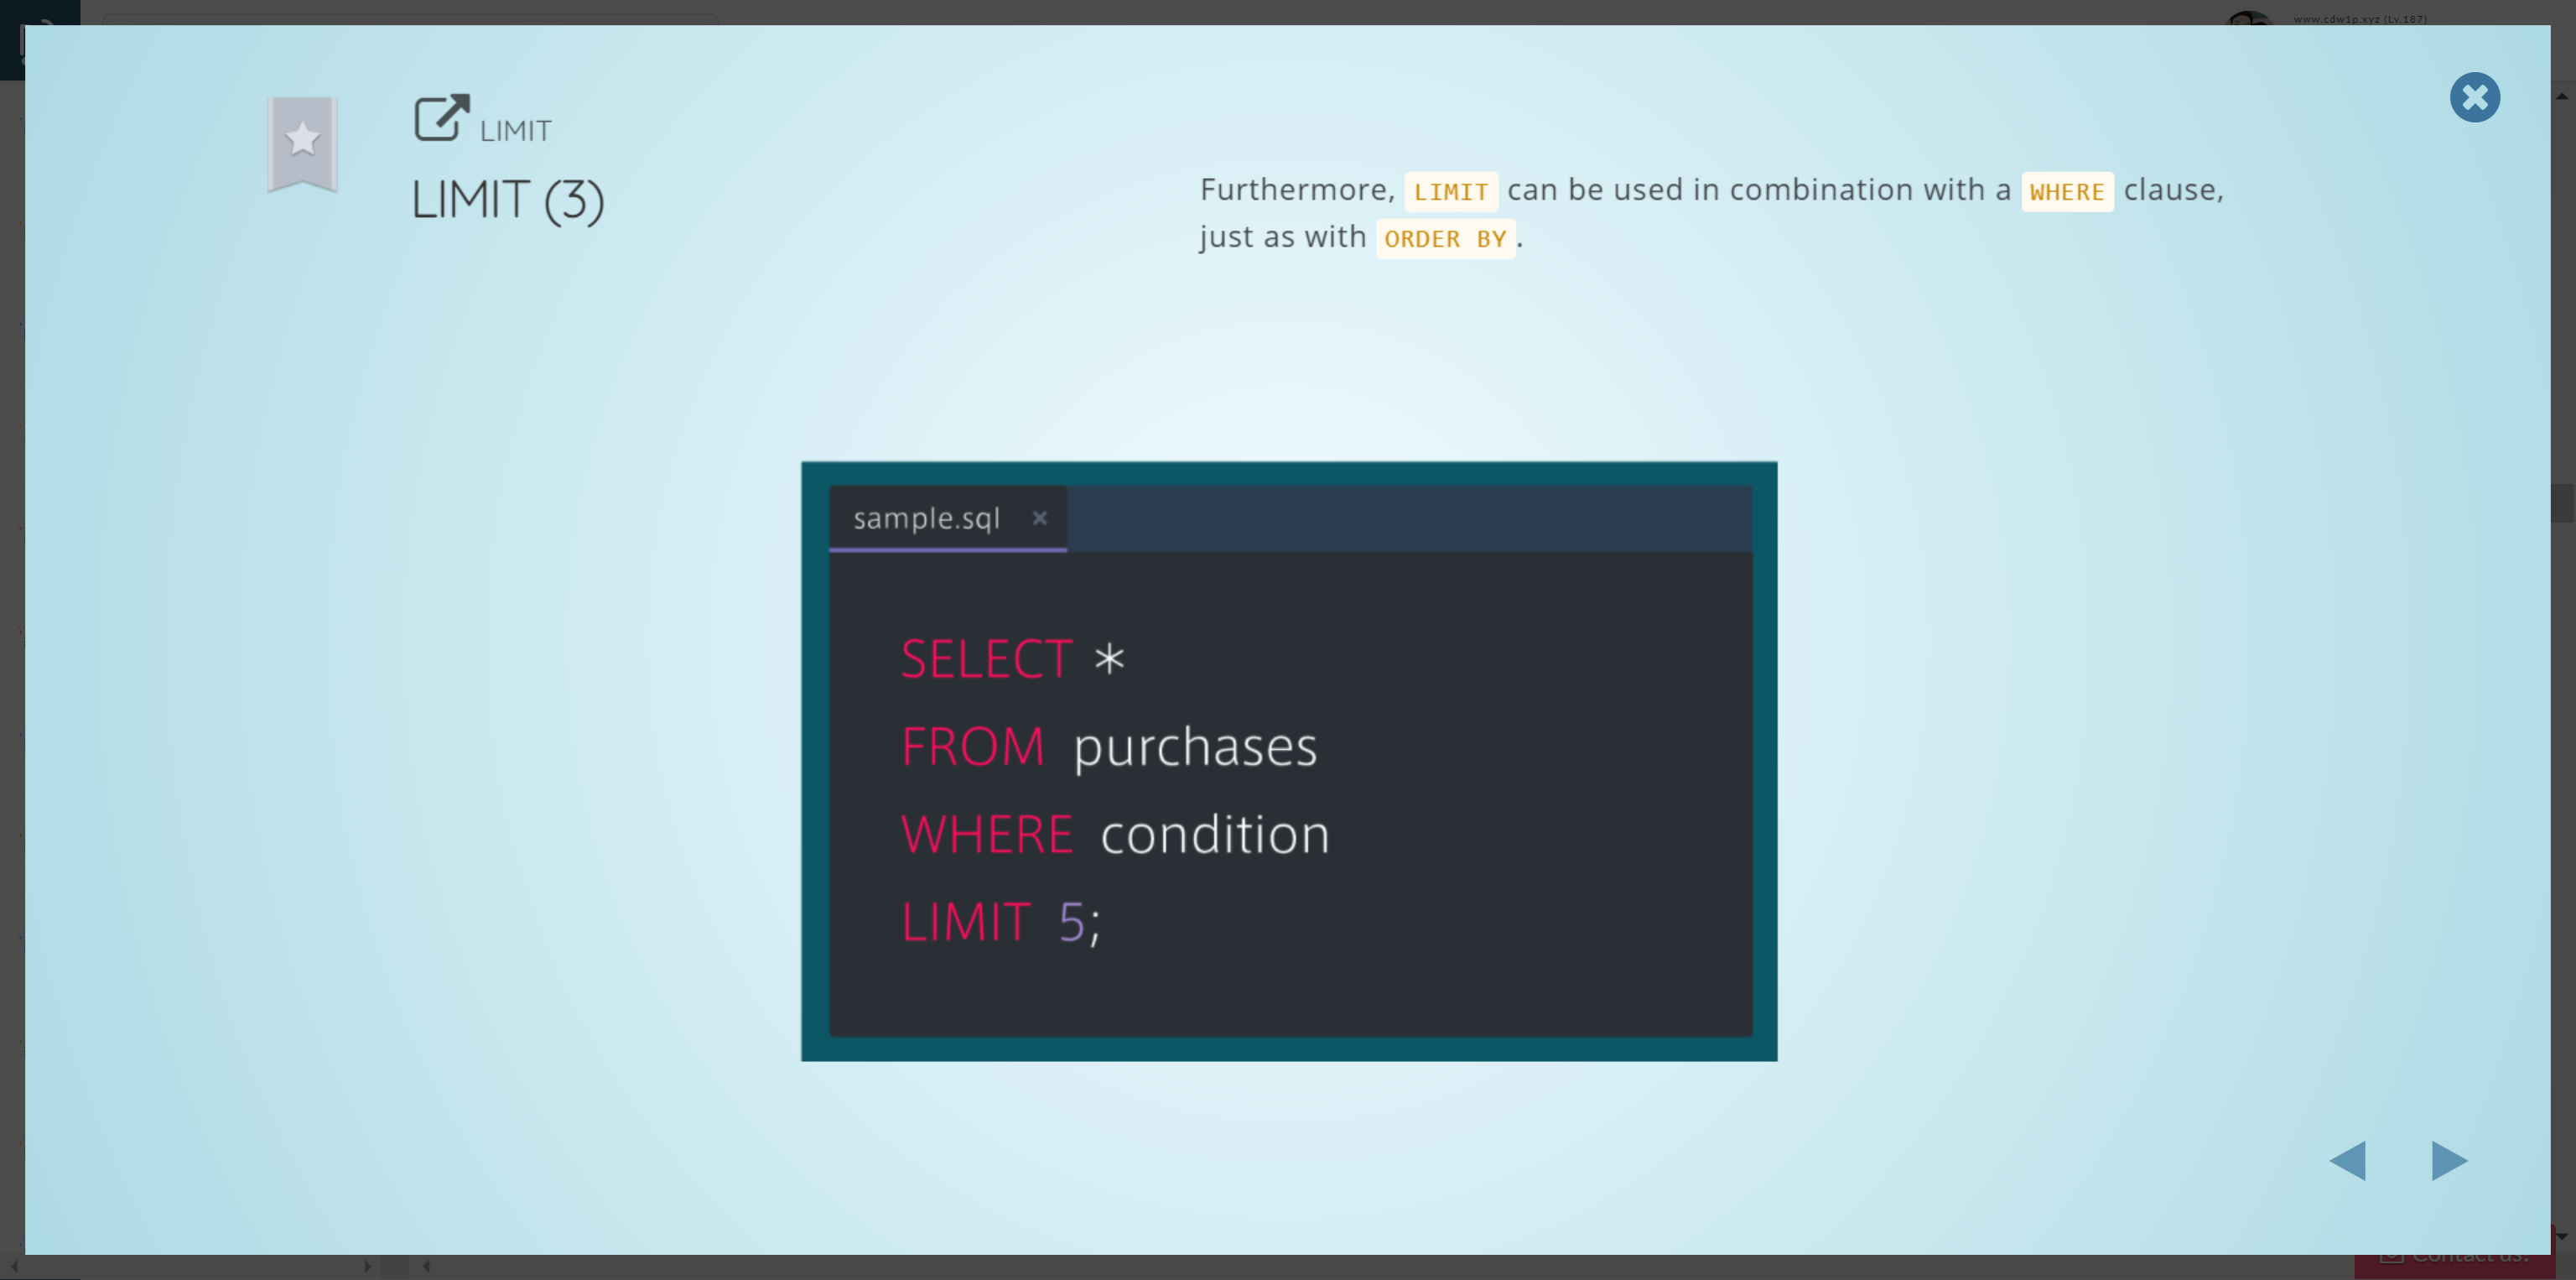 www.cdw1p.xyz (Lv.187)
LIMIT
LIMIT (3)
Furthermore, LIMIT can be used in combination with a WHERE clause,
just as with ORDER BY.
sample.sql
SELECT *
FROM purchases
WHERE condition
LIMIT 5;
Contact us!